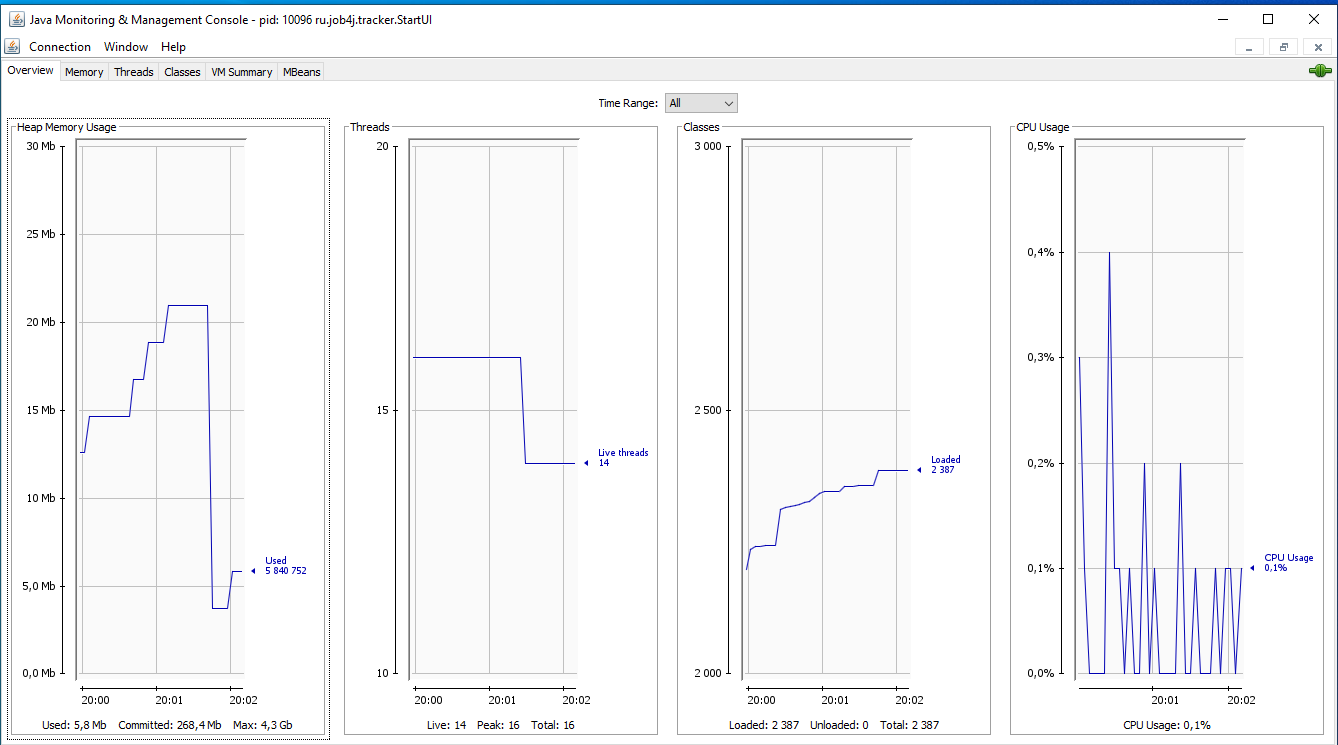 Java Monitoring & Management Console - pid: 10096 ru.job4j.tracker.StartUI
Connection Window Help
Overview Memory Threads Classes VM Summary MBeans
Time Range: All
Heap Memory Usage
30 Mb
25 Mb
20 Mb
15 Mb
10 Mb
5,0 Mb
0,0 Mb
Used
5 840 752
20:00 20:01 20:02
Used: 5,8 Mb Committed: 268,4 Mb Max: 4,3 Gb
Threads
20
15
10
Live threads
14
20:00 20:01 20:02
Live: 14 Peak: 16 Total: 16
Classes
3 000
2 500
2 000
Loaded
2 387
20:00 20:01 20:02
Loaded: 2 387 Unloaded: 0 Total: 2 387
CPU Usage
0,5%
0,4%
0,3%
0,2%
0,1%
0,0%
CPU Usage
0,1%
20:01 20:02
CPU Usage: 0,1%